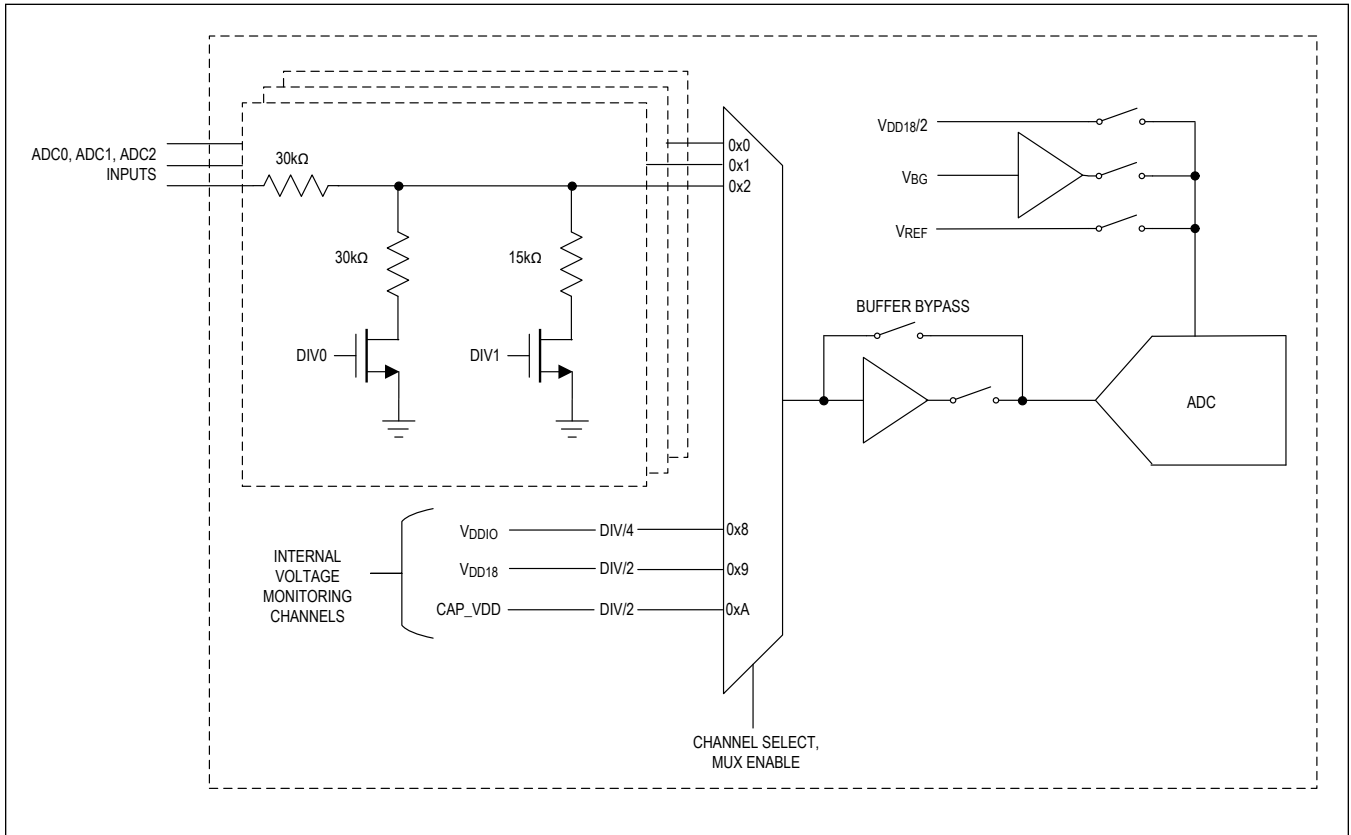 ADC0, ADC1, ADC2
INPUTS
30kΩ
30kΩ
15kΩ
DIV0
DIV1
0x0
0x1
0x2
VDD18/2
VBG
VREF
BUFFER BYPASS
ADC
INTERNAL
VOLTAGE
MONITORING
CHANNELS
VDDIO DIV/4 0x8
VDD18 DIV/2 0x9
CAP_VDD DIV/2 0xA
CHANNEL SELECT,
MUX ENABLE